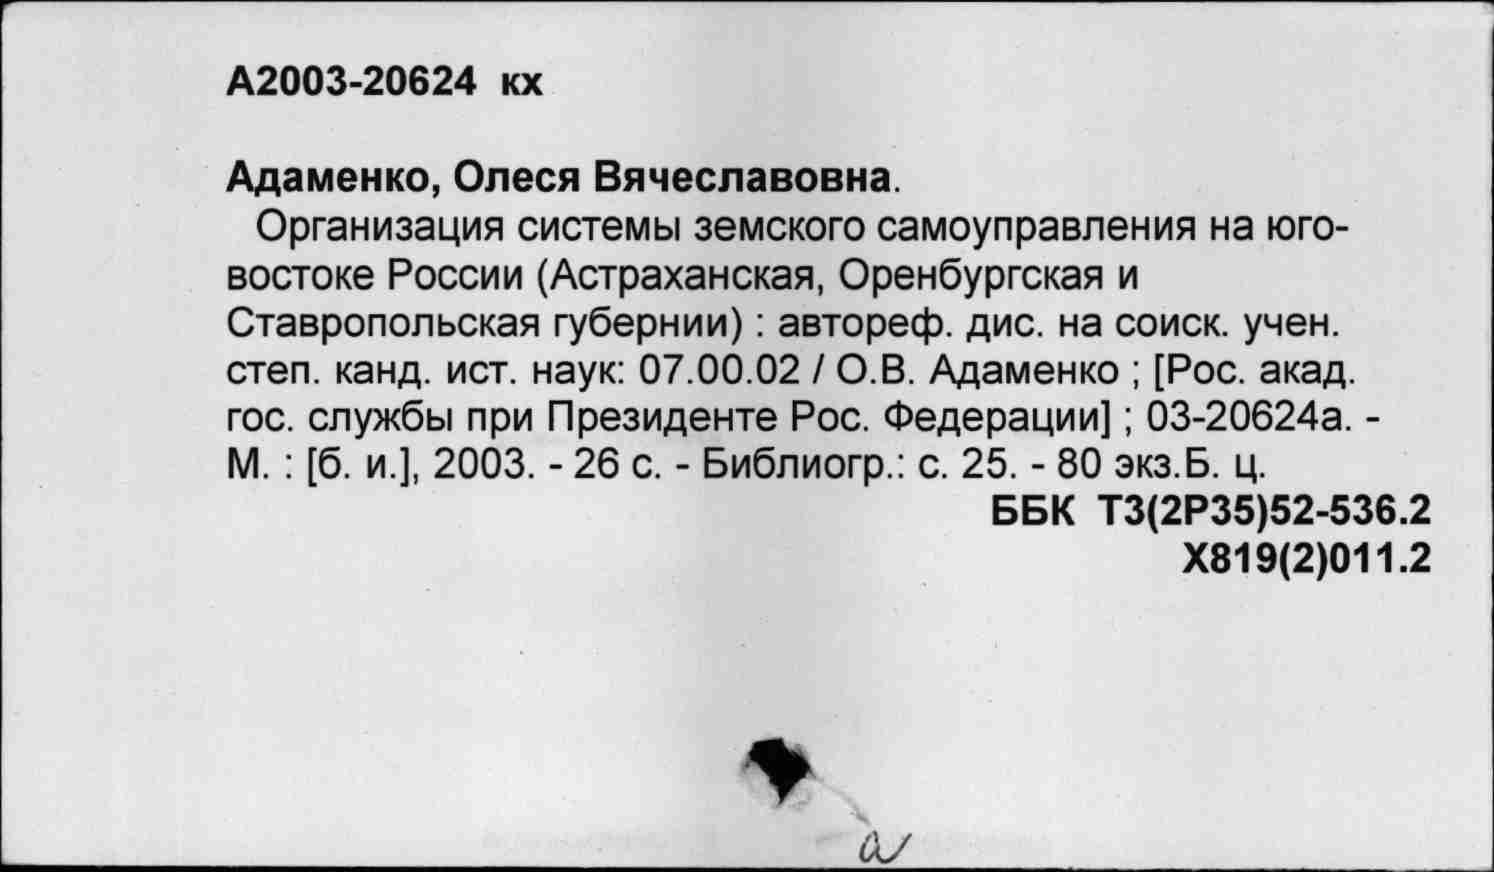 А2003-20624 кх
Адаменко, Олеся Вячеславовна.
Организация системы земского самоуправления на юго-
востоке России (Астраханская, Оренбургская и
Ставропольская губернии) : автореф. дис. на соиск. учен.
степ. канд. ист. наук: 07.00.02 / О.В. Адаменко ; [Рос. акад.
гос. службы при Президенте Рос. Федерации] ; 03-20624а. -
М. : [б. и.], 2003. - 26 с. - Библиогр.: с. 25. - 80 экз.Б. ц.
ББК Т3(2Р35)52-536.2
Х819(2)011.2